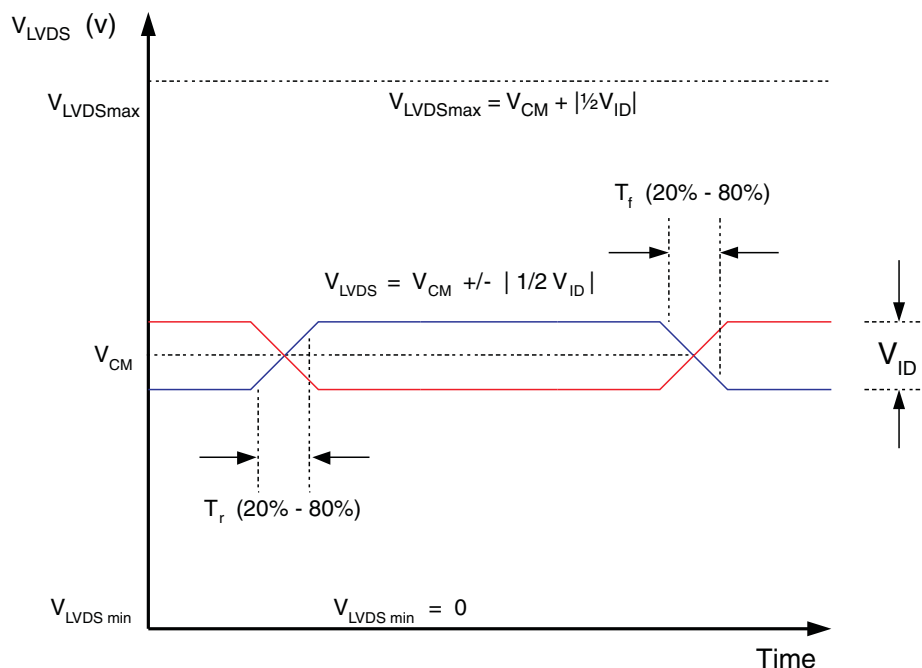 V_LVDS (v)
V_LVDSmax
V_LVDSmax = V_CM + |½V_ID|
T_f (20% - 80%)
V_LVDS = V_CM +/- | 1/2 V_ID |
V_CM
V_ID
T_r (20% - 80%)
V_LVDS min
V_LVDS min = 0
Time